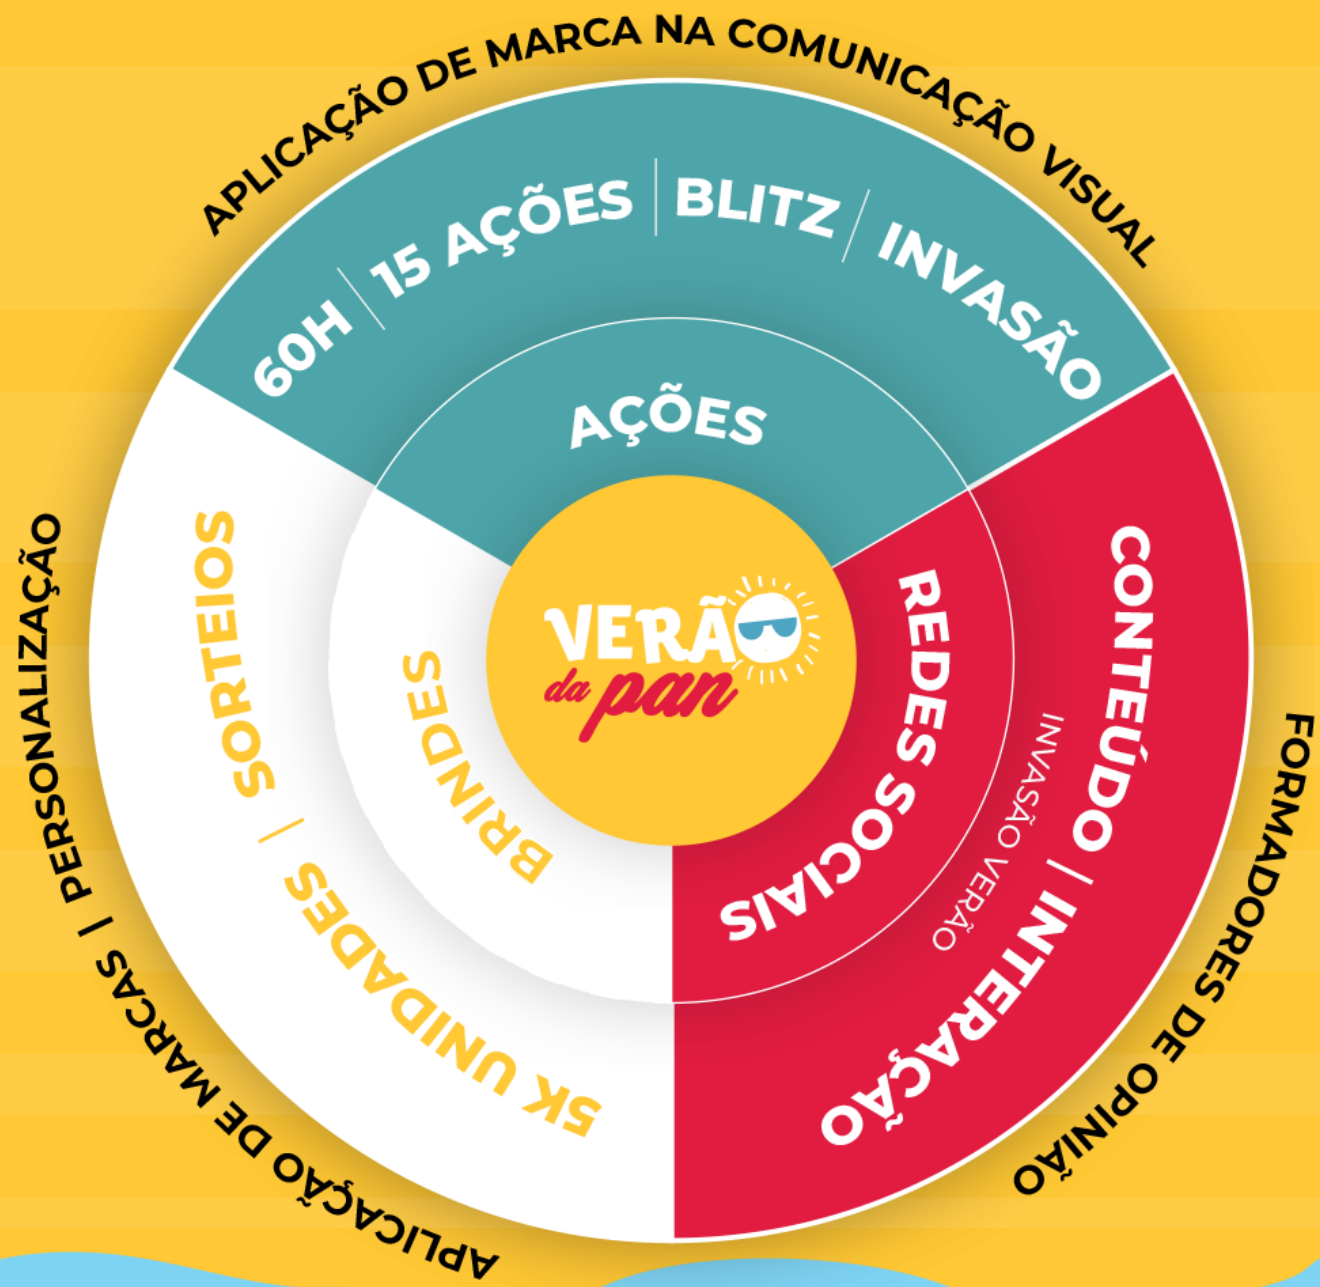 APLICAÇÃO DE MARCA NA COMUNICAÇÃO VISUAL
60H | 15 AÇÕES | BLITZ | INVASÃO
AÇÕES
VERÃO
da pan
REDES SOCIAIS
CONTEÚDO | INTERAÇÃO
INVASÃO VERÃO
FORMADORES DE OPINIÃO
BRINDES
5K UNIDADES | SORTEIOS
APLICAÇÃO DE MARCAS | PERSONALIZAÇÃO